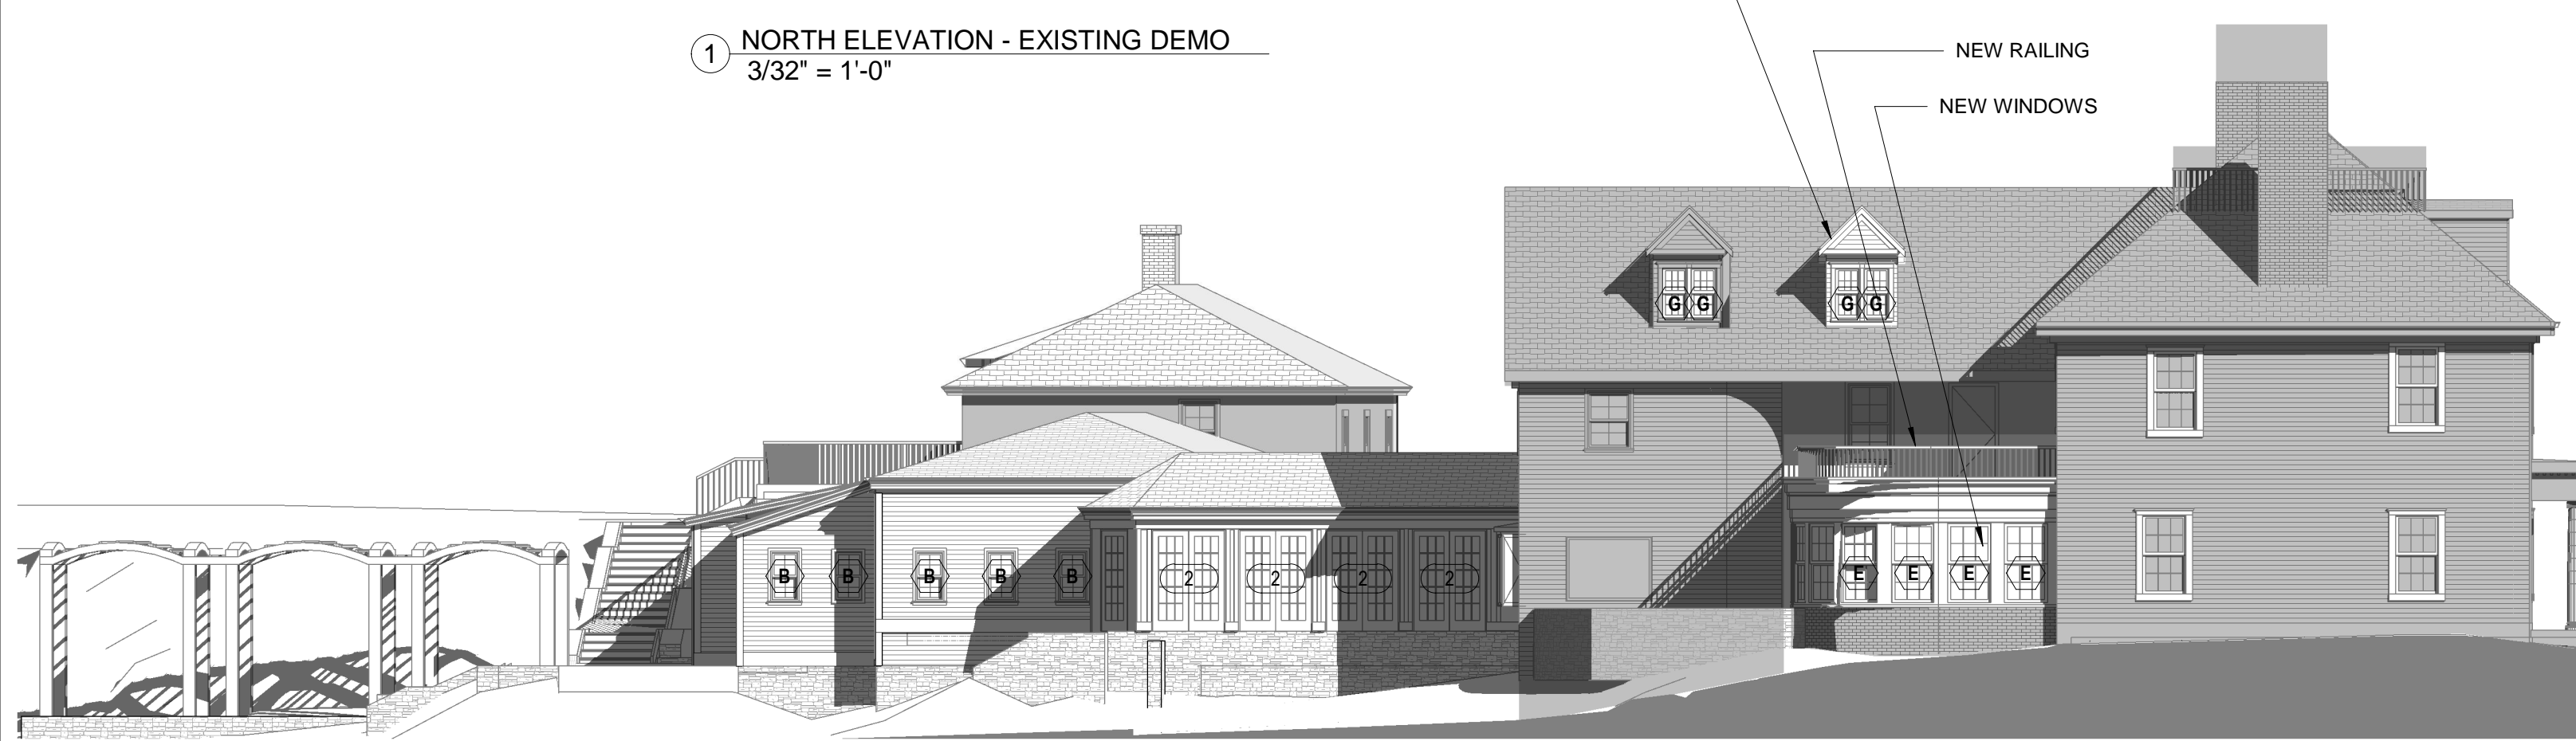 1
NORTH ELEVATION - EXISTING DEMO
3/32" = 1'-0"
NEW RAILING
NEW WINDOWS
G G G G
B B B B B 2 2 2 2 E E E E